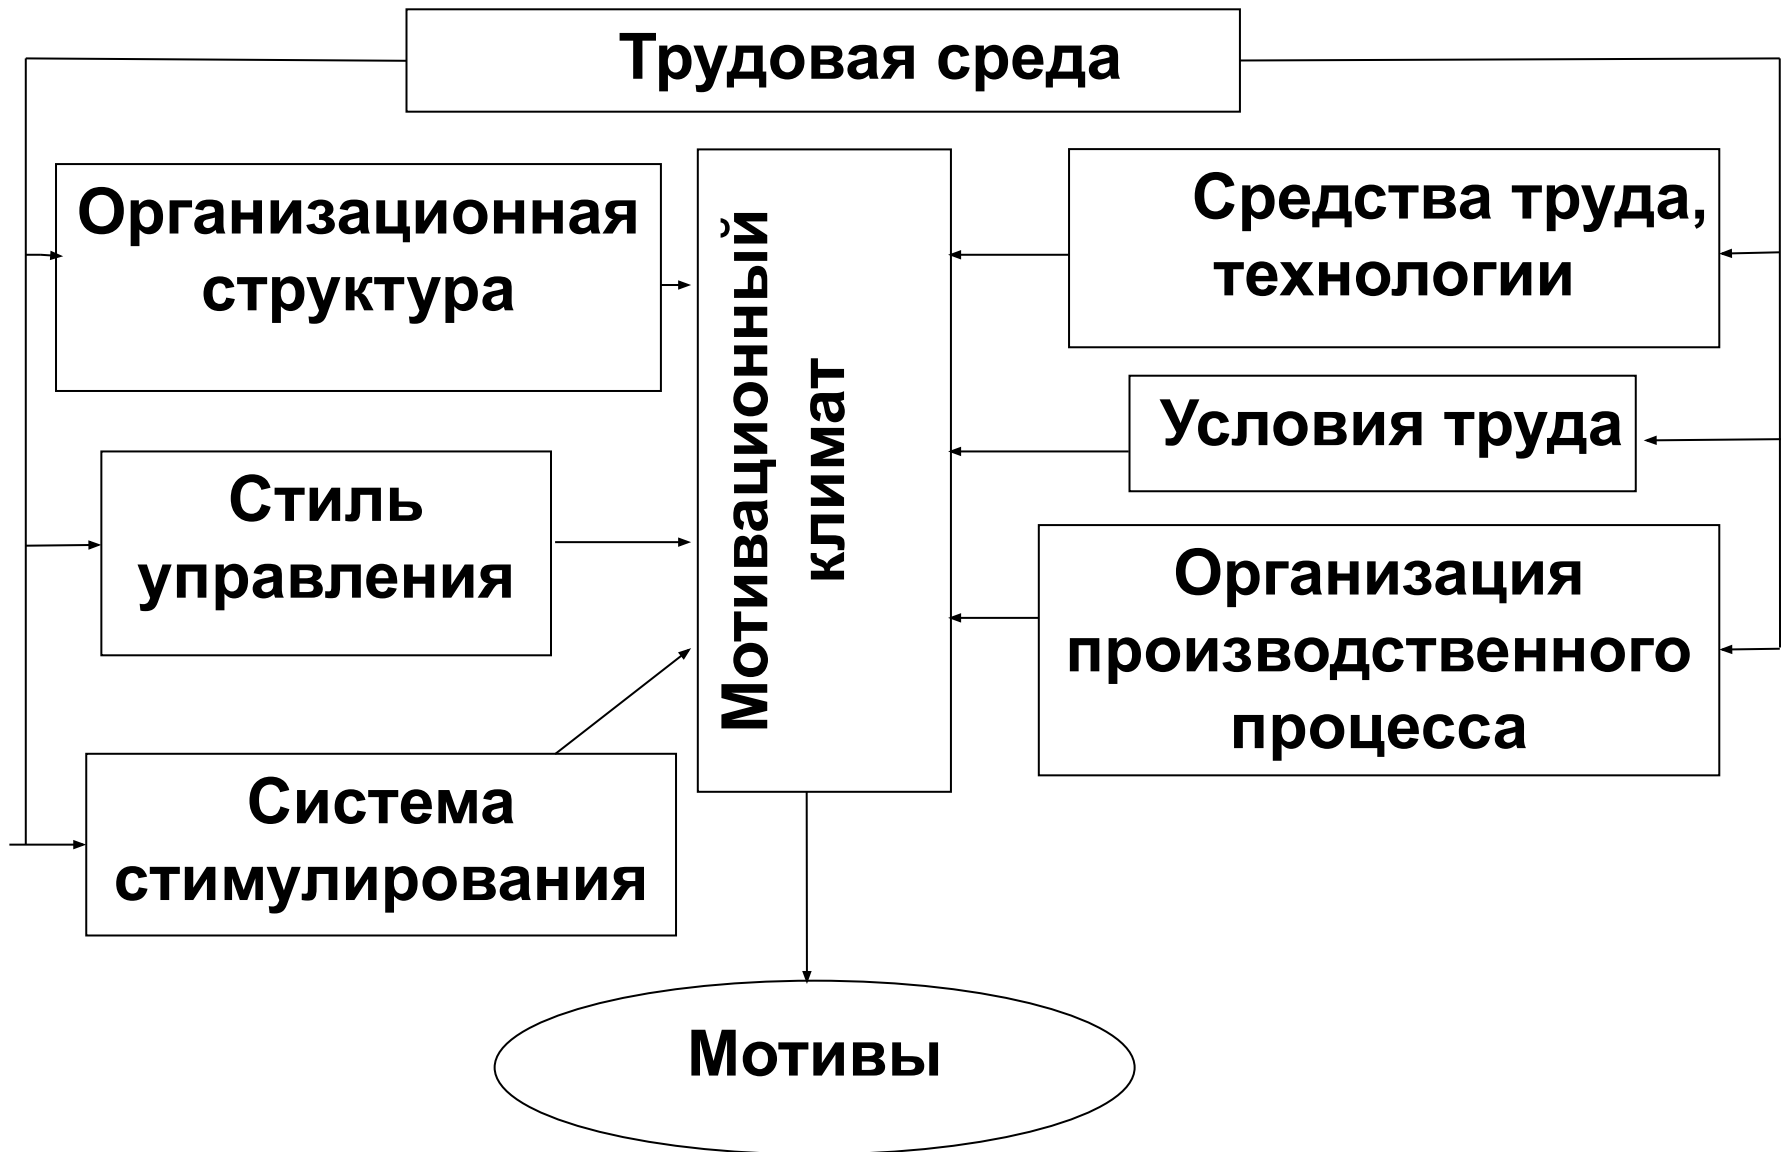 Трудовая среда
Организационная
структура
Стиль
управления
Система
стимулирования
Мотивационный
климат
Средства труда,
технологии
Условия труда
Организация
производственного
процесса
Мотивы